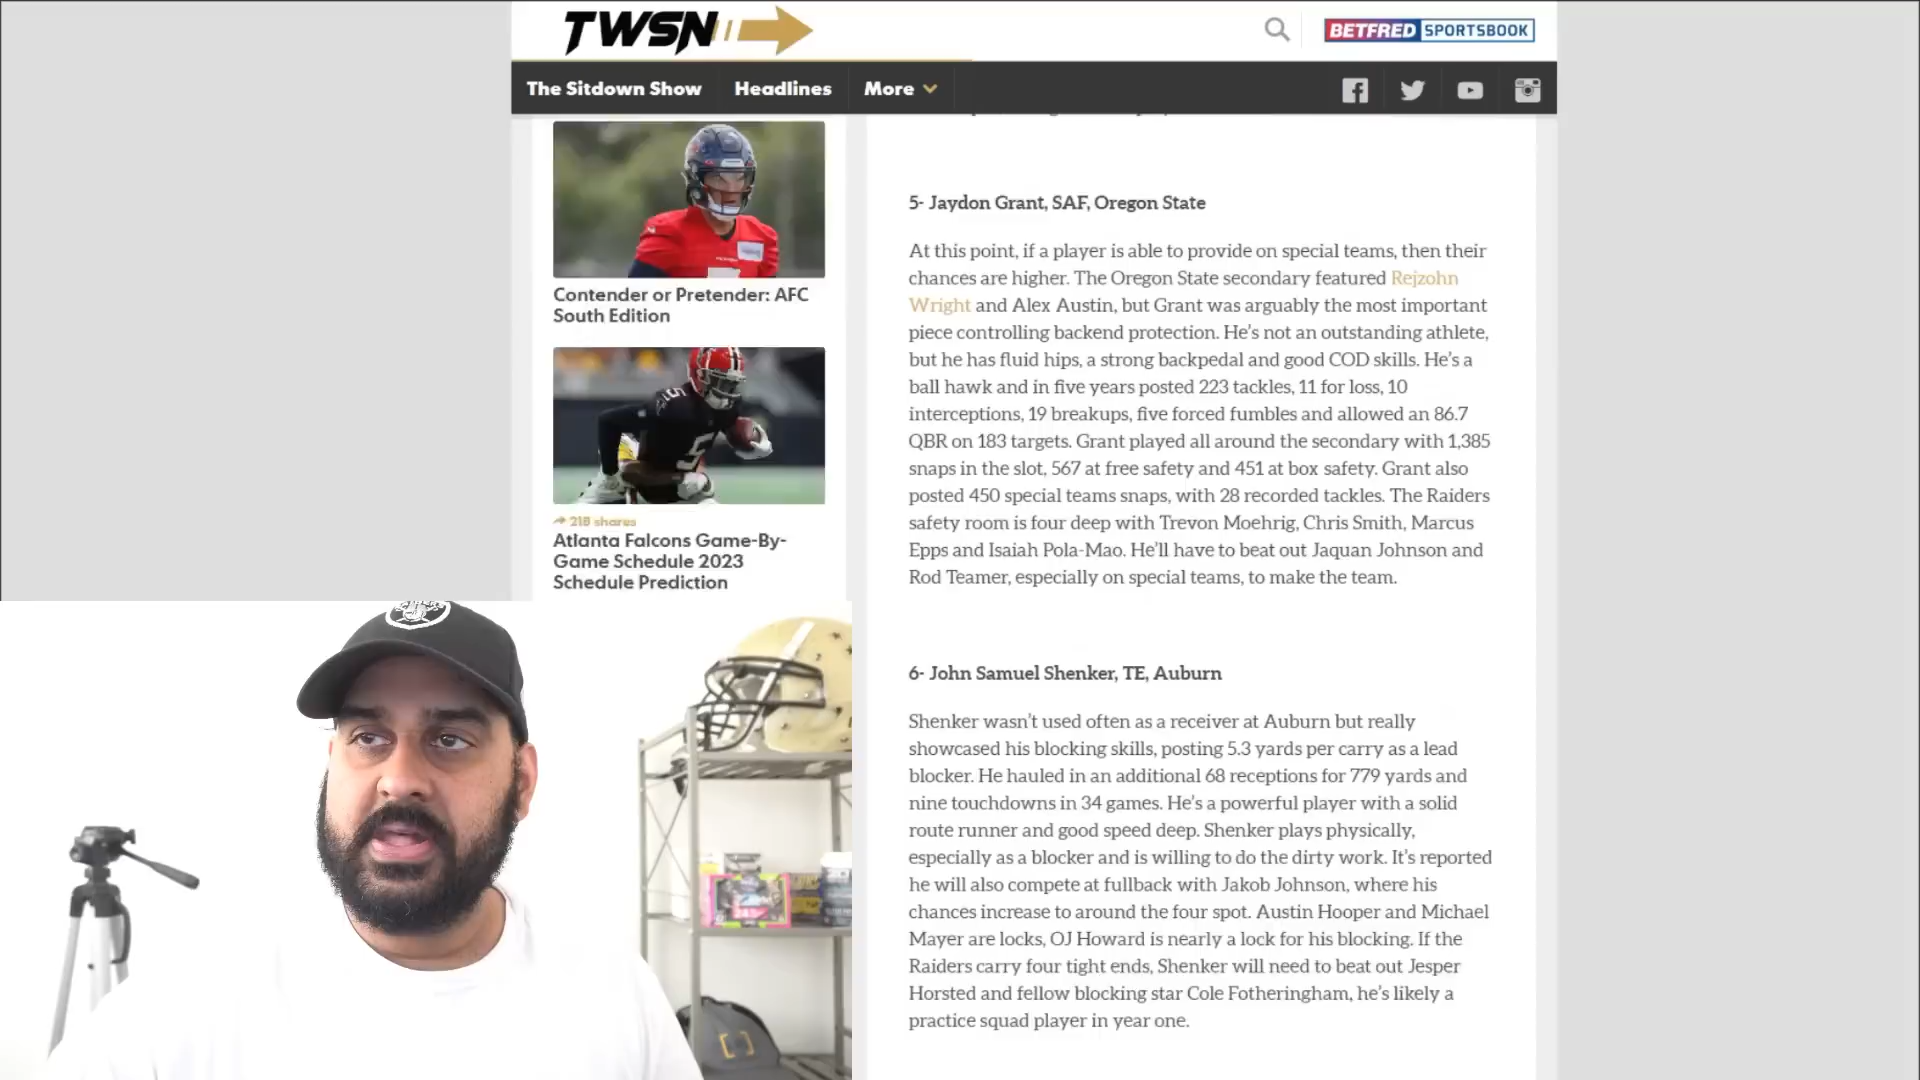 TWSN
BETFRED SPORTSBOOK
The Sitdown Show
Headlines
More
Contender or Pretender: AFC
South Edition
5
5
218 shares
Atlanta Falcons Game-By-
Game Schedule 2023
Schedule Prediction
5- Jaydon Grant, SAF, Oregon State
At this point, if a player is able to provide on special teams, then their
chances are higher. The Oregon State secondary featured Rejzohn
Wright and Alex Austin, but Grant was arguably the most important
piece controlling backend protection. He's not an outstanding athlete,
but he has fluid hips, a strong backpedal and good COD skills. He's a
ball hawk and in five years posted 223 tackles, 11 for loss, 10
interceptions, 19 breakups, five forced fumbles and allowed an 86.7
QBR on 183 targets. Grant played all around the secondary with 1,385
snaps in the slot, 567 at free safety and 451 at box safety. Grant also
posted 450 special teams snaps, with 28 recorded tackles. The Raiders
safety room is four deep with Trevon Moehrig, Chris Smith, Marcus
Epps and Isaiah Pola-Mao. He'll have to beat out Jaquan Johnson and
Rod Teamer, especially on special teams, to make the team.
6- John Samuel Shenker, TE, Auburn
Shenker wasn't used often as a receiver at Auburn but really
showcased his blocking skills, posting 5.3 yards per carry as a lead
blocker. He hauled in an additional 68 receptions for 779 yards and
nine touchdowns in 34 games. He's a powerful player with a solid
route runner and good speed deep. Shenker plays physically,
especially as a blocker and is willing to do the dirty work. It's reported
he will also compete at fullback with Jakob Johnson, where his
chances increase to around the four spot. Austin Hooper and Michael
Mayer are locks, OJ Howard is nearly a lock for his blocking. If the
Raiders carry four tight ends, Shenker will need to beat out Jesper
Horsted and fellow blocking star Cole Fotheringham, he's likely a
practice squad player in year one.